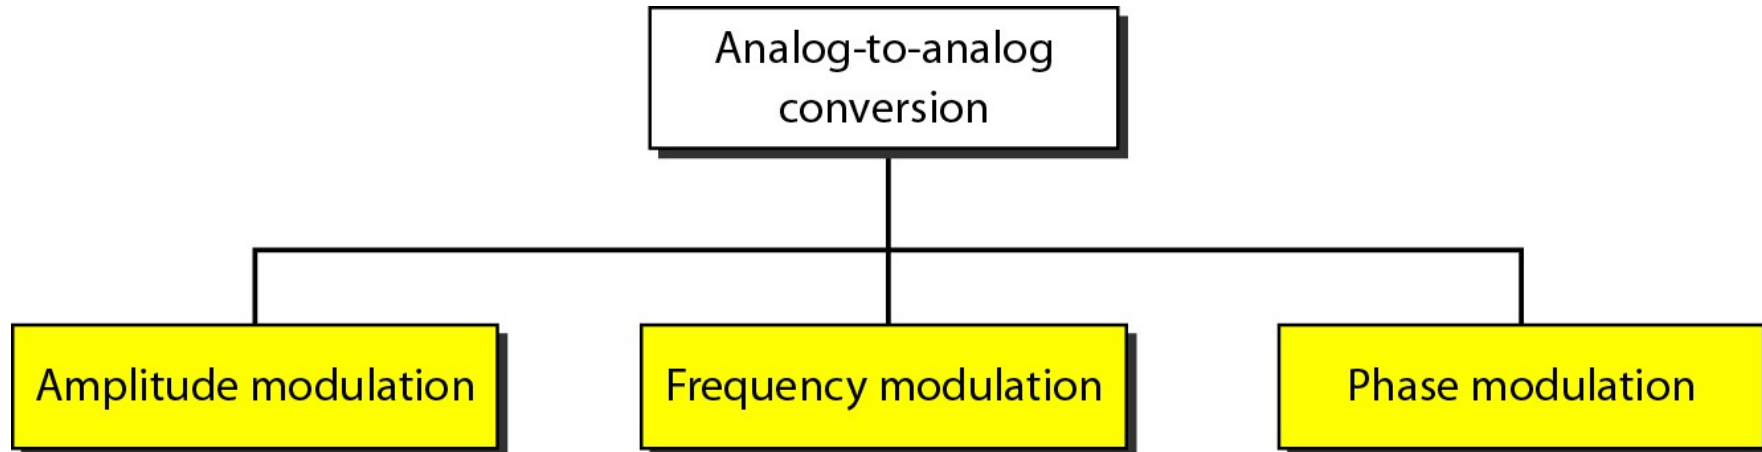 Analog-to-analog
conversion
Amplitude modulation
Frequency modulation
Phase modulation